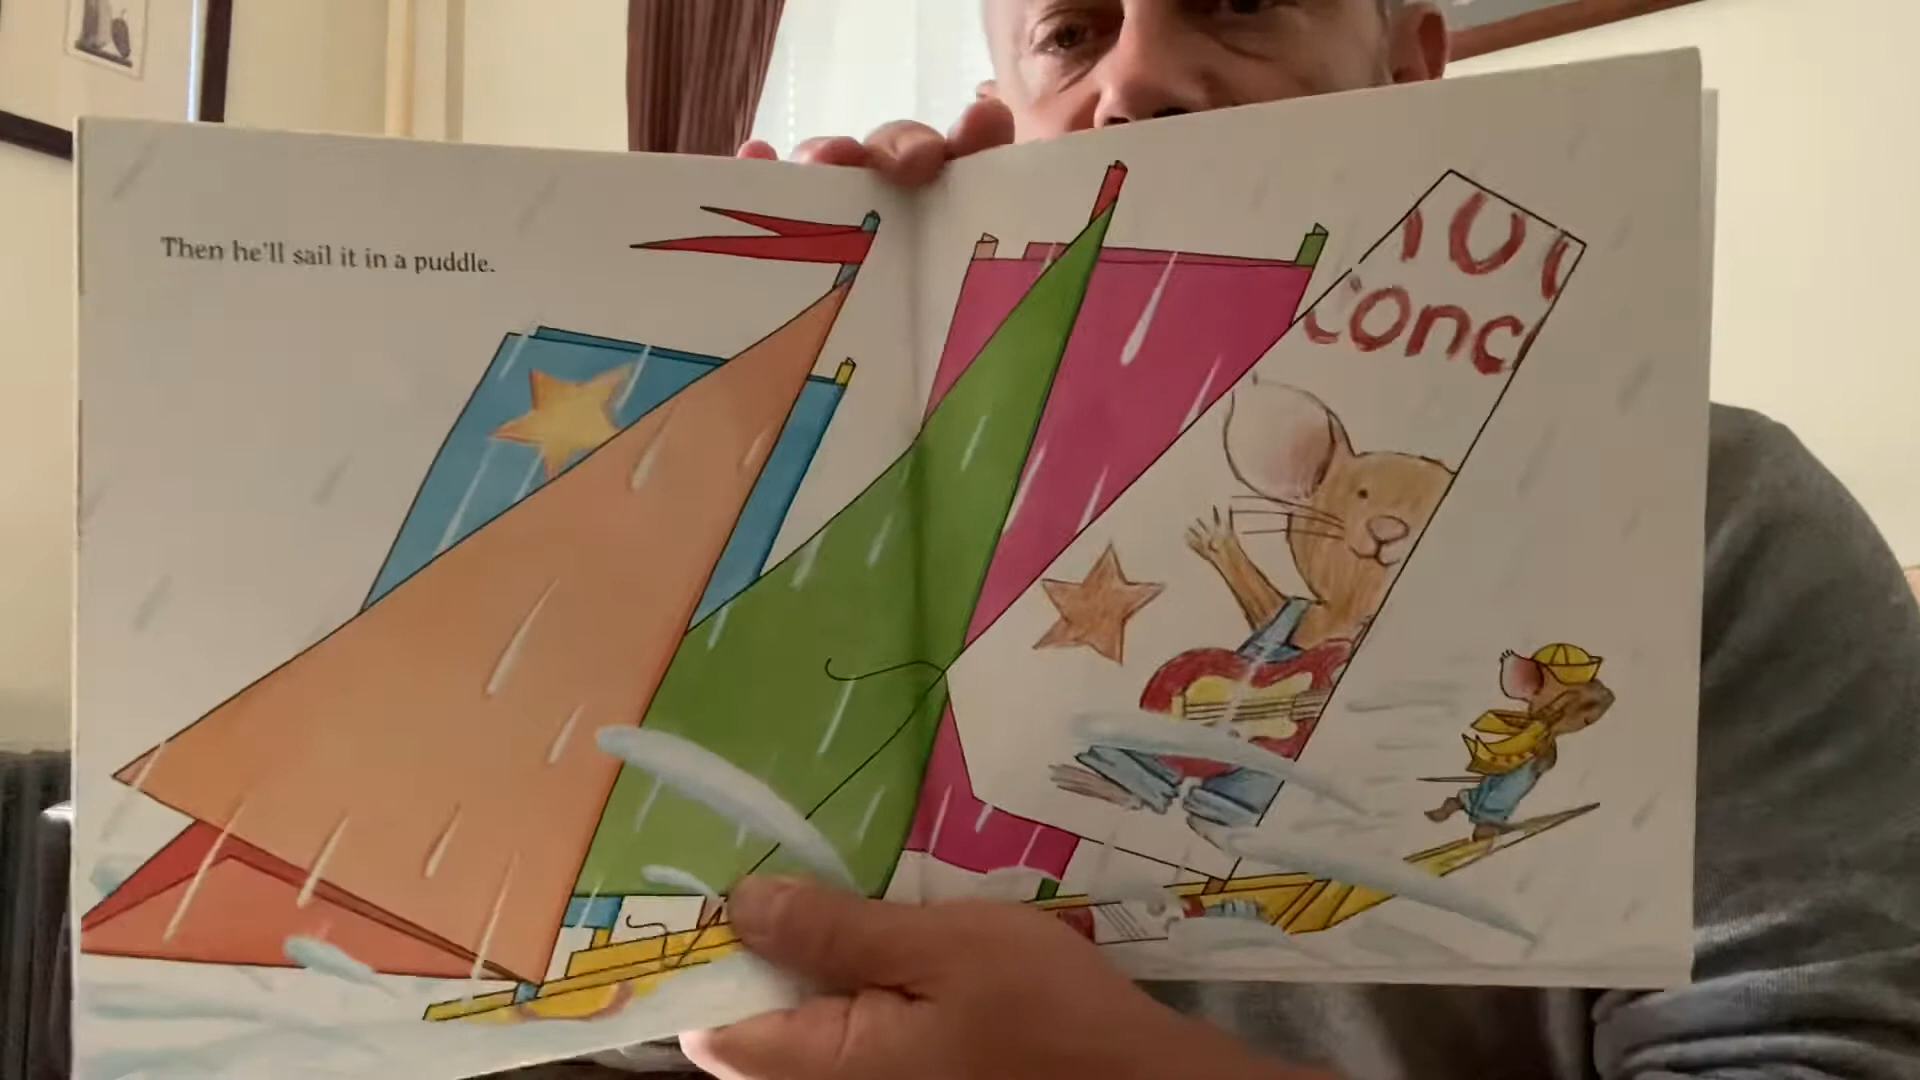 Then he'll sail it in a puddle.
conc